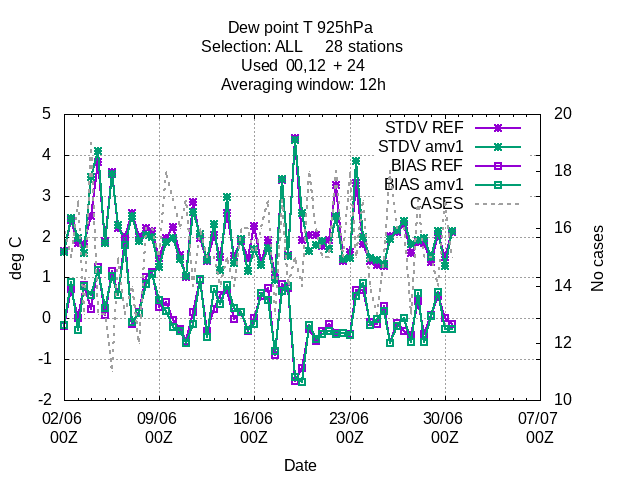 Dew point T 925hPa
Selection: ALL 28 stations
Used 00,12 + 24
Averaging window: 12h
STDV REF
STDV amv1
BIAS REF
BIAS amv1
CASES
deg C
5
4
3
2
1
0
-1
-2
No cases
20
18
16
14
12
10
02/06 09/06 16/06 23/06 30/06 07/07
00Z 00Z 00Z 00Z 00Z 00Z
Date